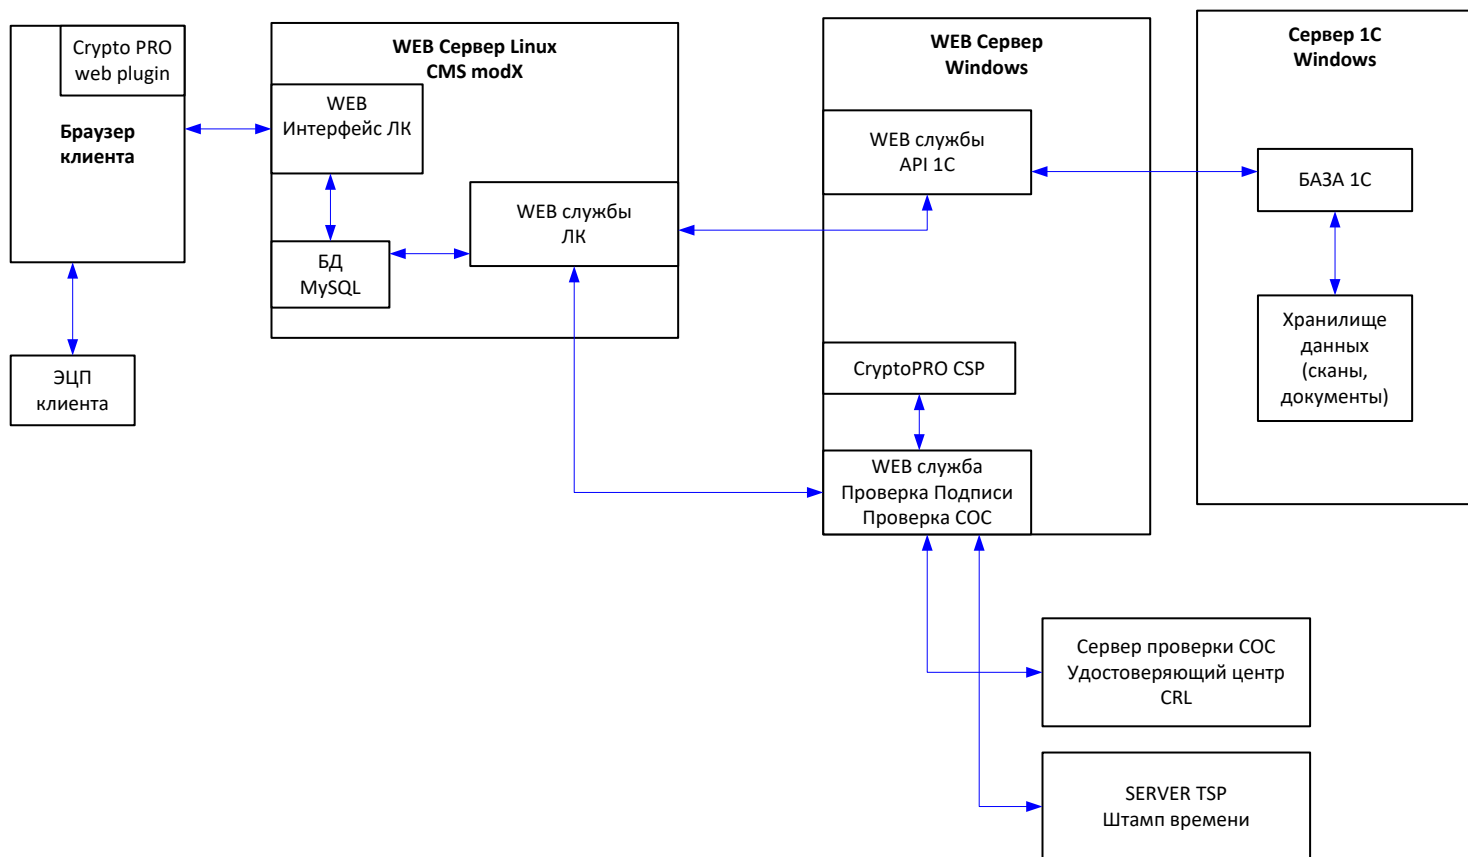 Crypto PRO
web plugin
Браузер
клиента
ЭЦП
клиента
WEB Сервер Linux
CMS modX
WEB
Интерфейс ЛК
БД
MySQL
WEB службы
ЛК
WEB Сервер
Windows
WEB службы
API 1C
CryptoPRO CSP
WEB служба
Проверка Подписи
Проверка СОС
Сервер 1С
Windows
БАЗА 1С
Хранилище
данных
(сканы,
документы)
Сервер проверки СОС
Удостоверяющий центр
CRL
SERVER TSP
Штамп времени